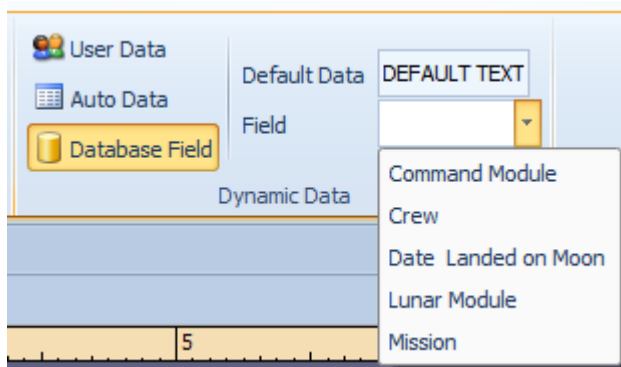 User Data
Auto Data
Database Field
Default Data DEFAULT TEXT
Field
Dynamic Data
Command Module
Crew
Date Landed on Moon
Lunar Module
Mission
5